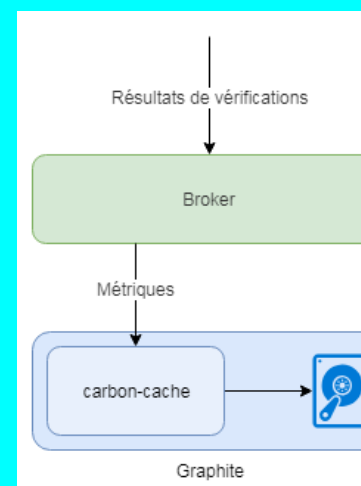 Résultats de vérifications
Broker
Métriques
carbon-cache
Graphite